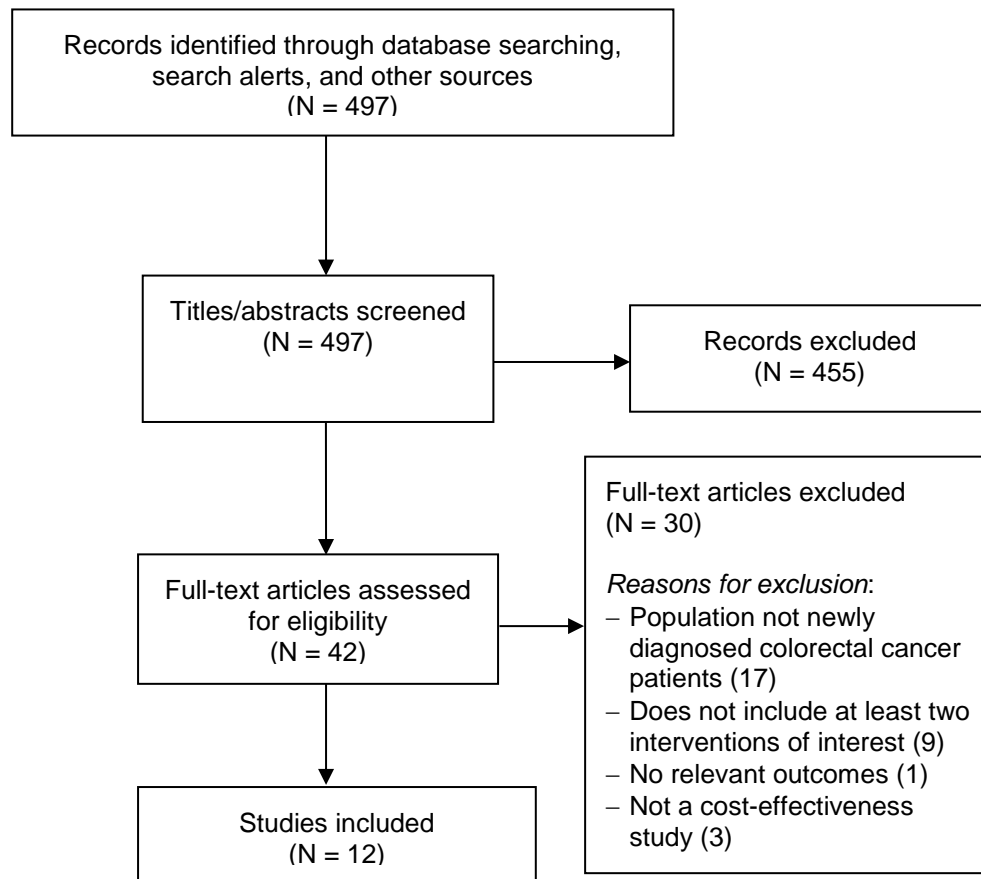 Records identified through database searching,
search alerts, and other sources
(N = 497)
Titles/abstracts screened
(N = 497)
Records excluded
(N = 455)
Full-text articles assessed
for eligibility
(N = 42)
Full-text articles excluded
(N = 30)
Reasons for exclusion:
– Population not newly
diagnosed colorectal cancer
patients (17)
– Does not include at least two
interventions of interest (9)
– No relevant outcomes (1)
– Not a cost-effectiveness
study (3)
Studies included
(N = 12)